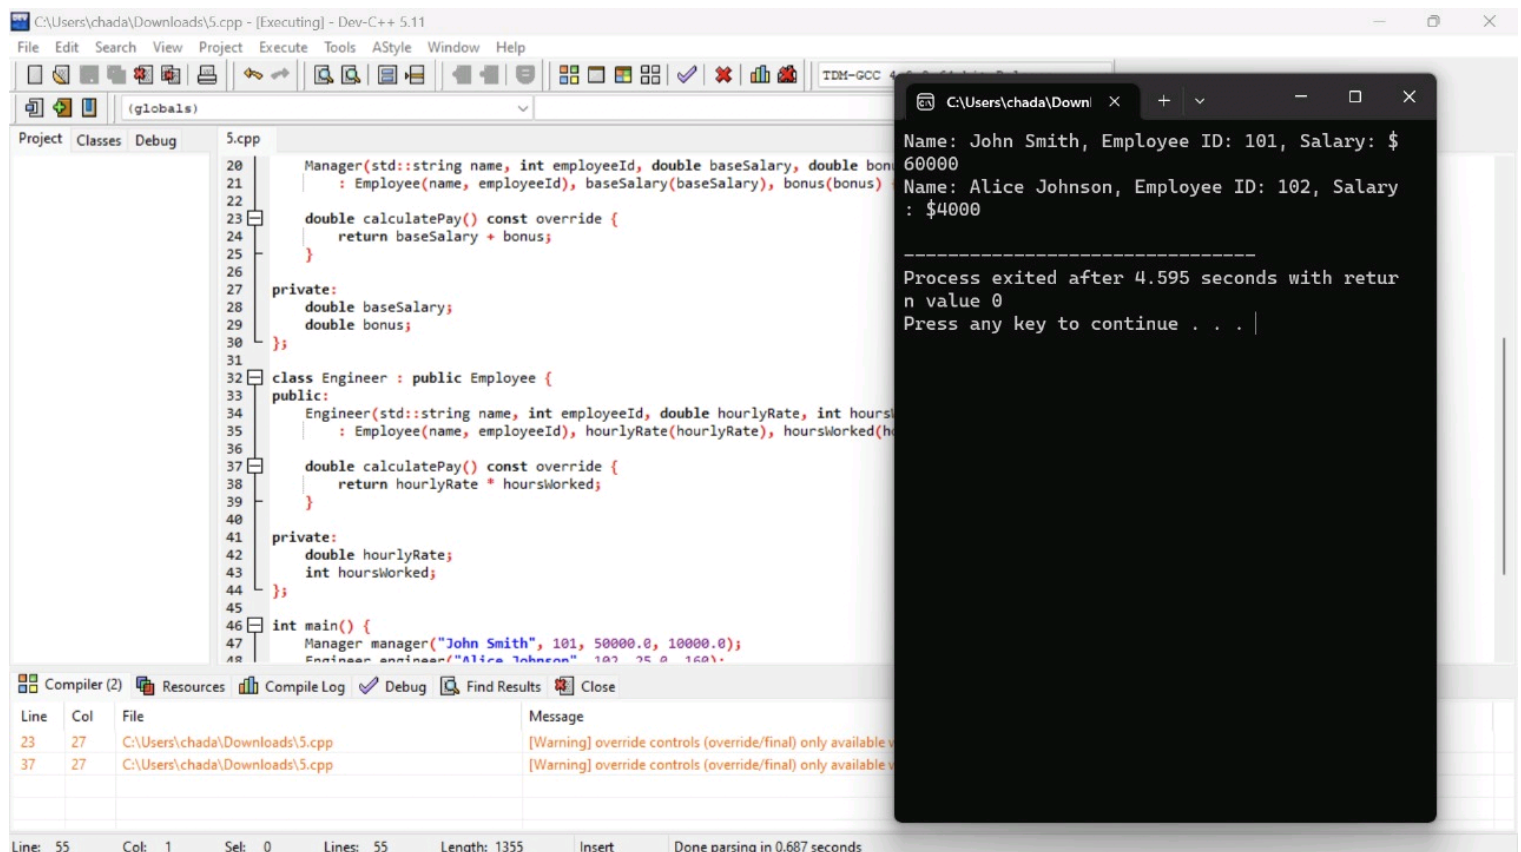 C:\Users\chada\Downloads\5.cpp - [Executing] - Dev-C++ 5.11
File Edit Search View Project Execute Tools AStyle Window Help
TDM-GCC
(globals)
Project Classes Debug
5.cpp
20 Manager(std::string name, int employeeId, double baseSalary, double
21 : Employee(name, employeeId), baseSalary(baseSalary), bonus(bonus)
22
23 double calculatePay() const override {
24 return baseSalary + bonus;
25 }
26
27 private:
28 double baseSalary;
29 double bonus;
30 };
31
32 class Engineer : public Employee {
33 public:
34 Engineer(std::string name, int employeeId, double hourlyRate, int
35 : Employee(name, employeeId), hourlyRate(hourlyRate),
36
37 double calculatePay() const override {
38 return hourlyRate * hoursWorked;
39 }
40
41 private:
42 double hourlyRate;
43 int hoursWorked;
44 };
45
46 int main() {
47 Manager manager("John Smith", 101, 50000.0, 10000.0);
48 Engineer engineer("Alice Johnson", 102, 25.0, 160);
C:\Users\chada\Downl
Name: John Smith, Employee ID: 101, Salary: $
60000
Name: Alice Johnson, Employee ID: 102, Salary
: $4000
--------------------------------
Process exited after 4.595 seconds with retur
n value 0
Press any key to continue . . .
Compiler (2) Resources Compile Log Debug Find Results Close
Line Col File Message
23 27 C:\Users\chada\Downloads\5.cpp [Warning] override controls (override/final) only available
37 27 C:\Users\chada\Downloads\5.cpp [Warning] override controls (override/final) only available
Line: 55 Col: 1 Sel: 0 Lines: 55 Length: 1355 Insert Done parsing in 0.687 seconds